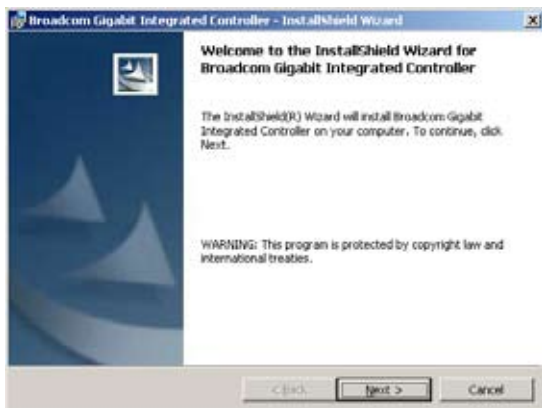 Broadcom Gigabit Integrated Controller - InstallShield Wizard
Welcome to the InstallShield Wizard for
Broadcom Gigabit Integrated Controller
The InstallShield(R) Wizard will install Broadcom Gigabit
Integrated Controller on your computer. To continue, click
Next.
WARNING: This program is protected by copyright law and
international treaties.
< Back Next > Cancel